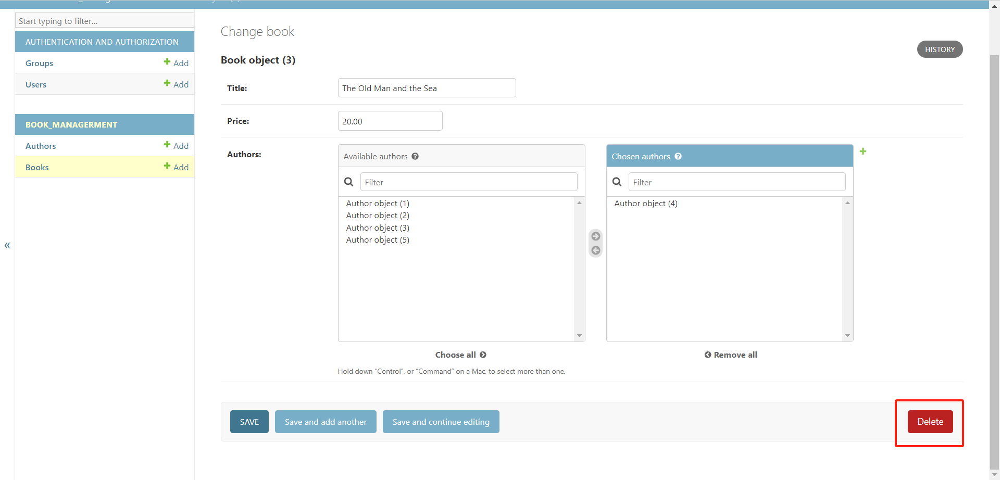 Start typing to filter...
AUTHENTICATION AND AUTHORIZATION
Groups Add
Users Add
BOOK_MANAGERMENT
Authors Add
Books Add
«
Change book
HISTORY
Book object (3)
Title: The Old Man and the Sea
Price: 20.00
Authors:
Available authors
Filter
Author object (1)
Author object (2)
Author object (3)
Author object (5)
Choose all
Chosen authors
Filter
Author object (4)
Remove all
Hold down “Control”, or “Command” on a Mac, to select more than one.
SAVE Save and add another Save and continue editing Delete